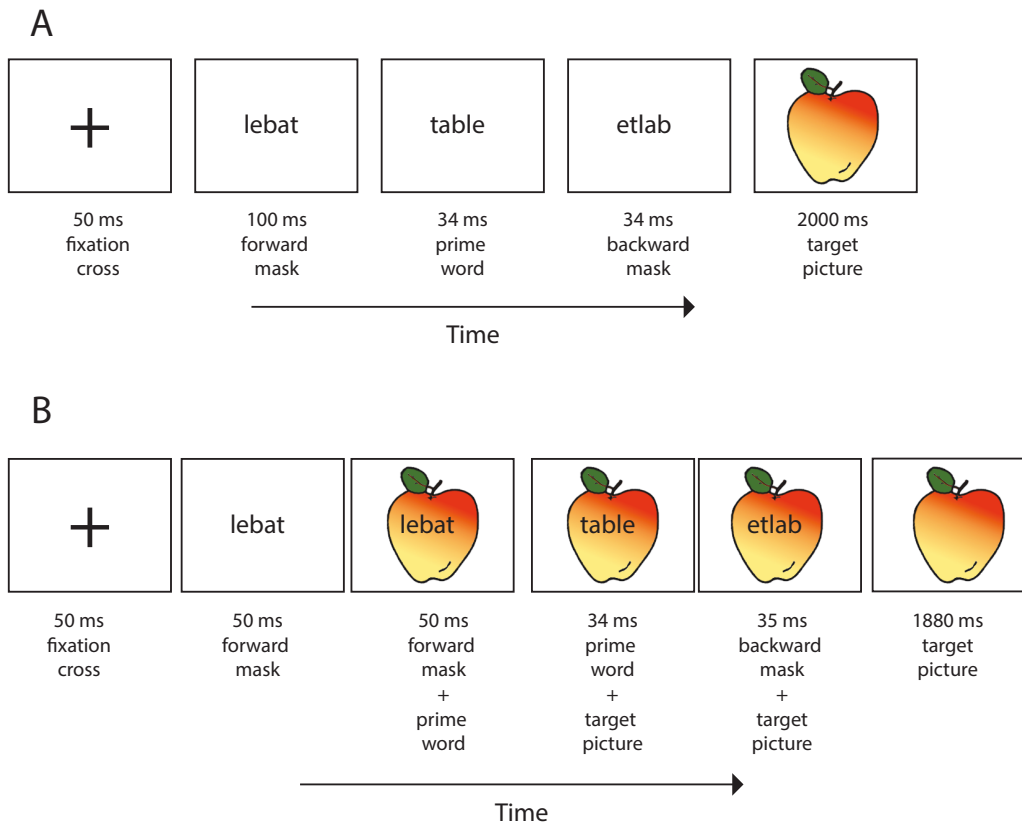 A
lebat
table
etlab
50 ms
fixation
cross
100 ms
forward
mask
34 ms
prime
word
34 ms
backward
mask
2000 ms
target
picture
Time
B
lebat
lebat
table
etlab
50 ms
fixation
cross
50 ms
forward
mask
50 ms
forward
mask
+
prime
word
34 ms
prime
word
+
target
picture
35 ms
backward
mask
+
target
picture
1880 ms
target
picture
Time